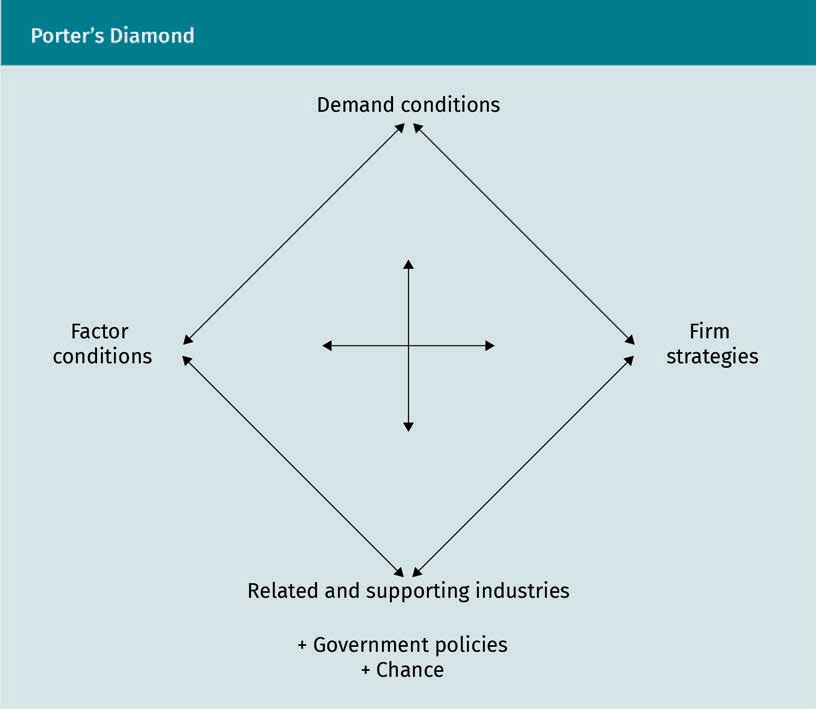 Porter’s Diamond
Demand conditions
Factor
conditions
Firm
strategies
Related and supporting industries
+ Government policies
+ Chance